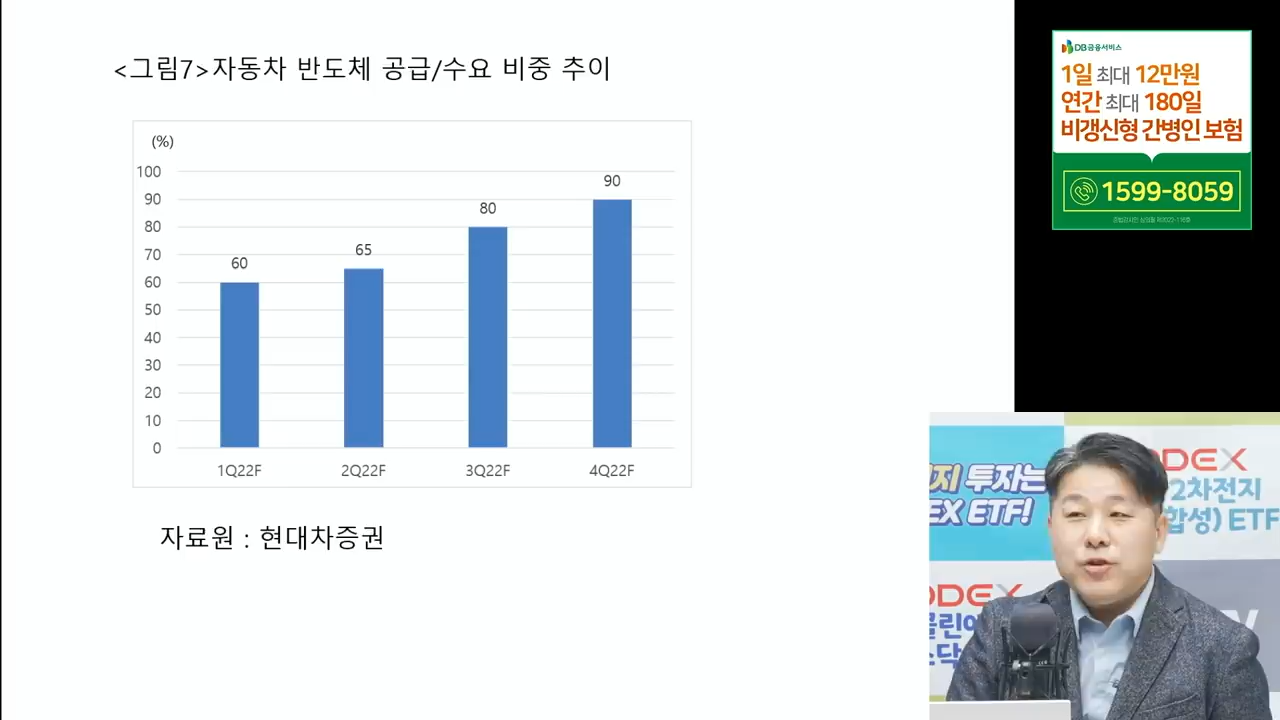 <그림7>자동차 반도체 공급/수요 비중 추이
(%)
100
90
80
70
60
50
40
30
20
10
0
60
65
80
90
1Q22F
2Q22F
3Q22F
4Q22F
자료원 : 현대차증권
DB금융서비스
1일 최대 12만원
연간 최대 180일
비갱신형 간병인 보험
1599-8059
지 투자는
EX ETF!
ODEX
2차전지
합성) ETF
ODEX